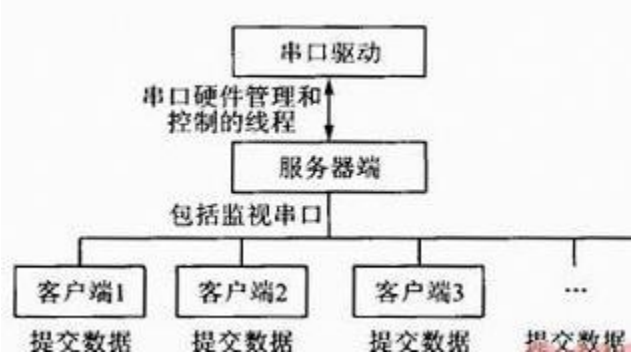 串口驱动
串口硬件管理和
控制的线程
服务器端
包括监视串口
客户端1 客户端2 客户端3 …
提交数据 提交数据 提交数据 提交数据